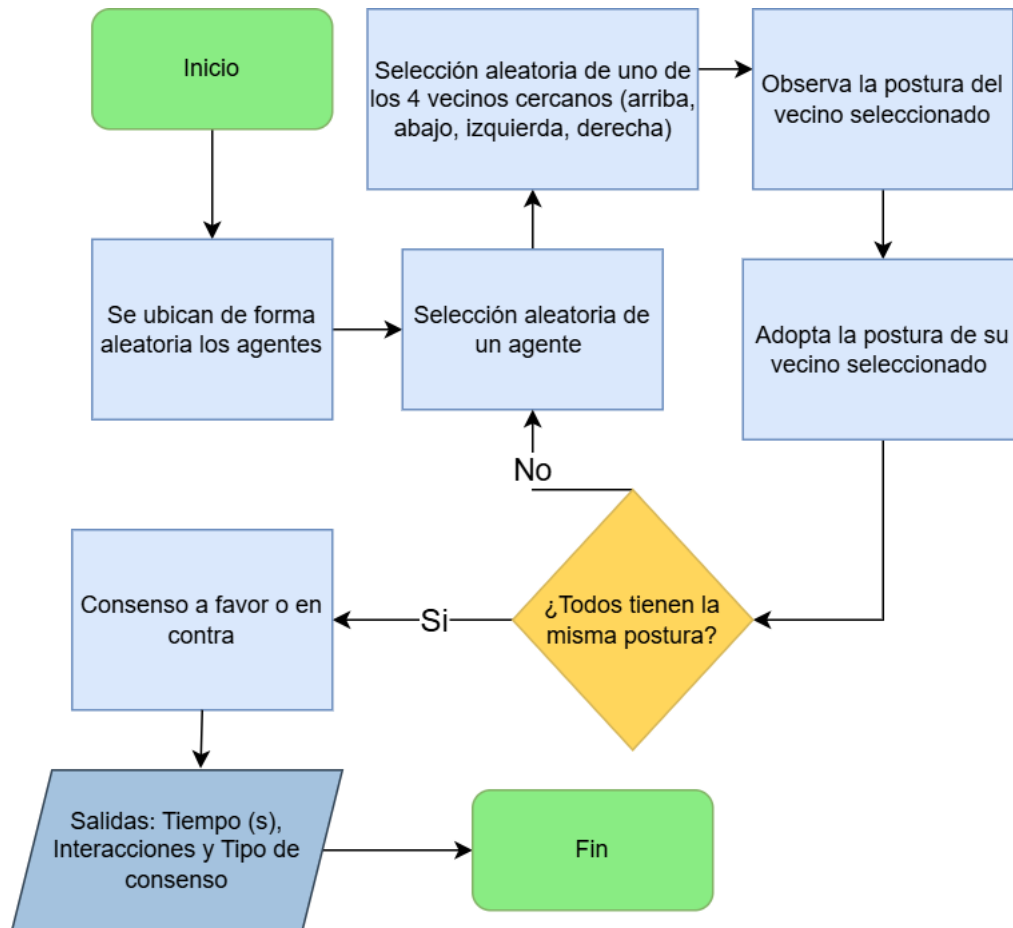 Inicio
Se ubican de forma
aleatoria los agentes
Selección aleatoria de
un agente
Selección aleatoria de uno de
los 4 vecinos cercanos (arriba,
abajo, izquierda, derecha)
Observa la postura del
vecino seleccionado
Adopta la postura de su
vecino seleccionado
¿Todos tienen la
misma postura?
No
Si
Consenso a favor o en
contra
Salidas: Tiempo (s),
Interacciones y Tipo de
consenso
Fin